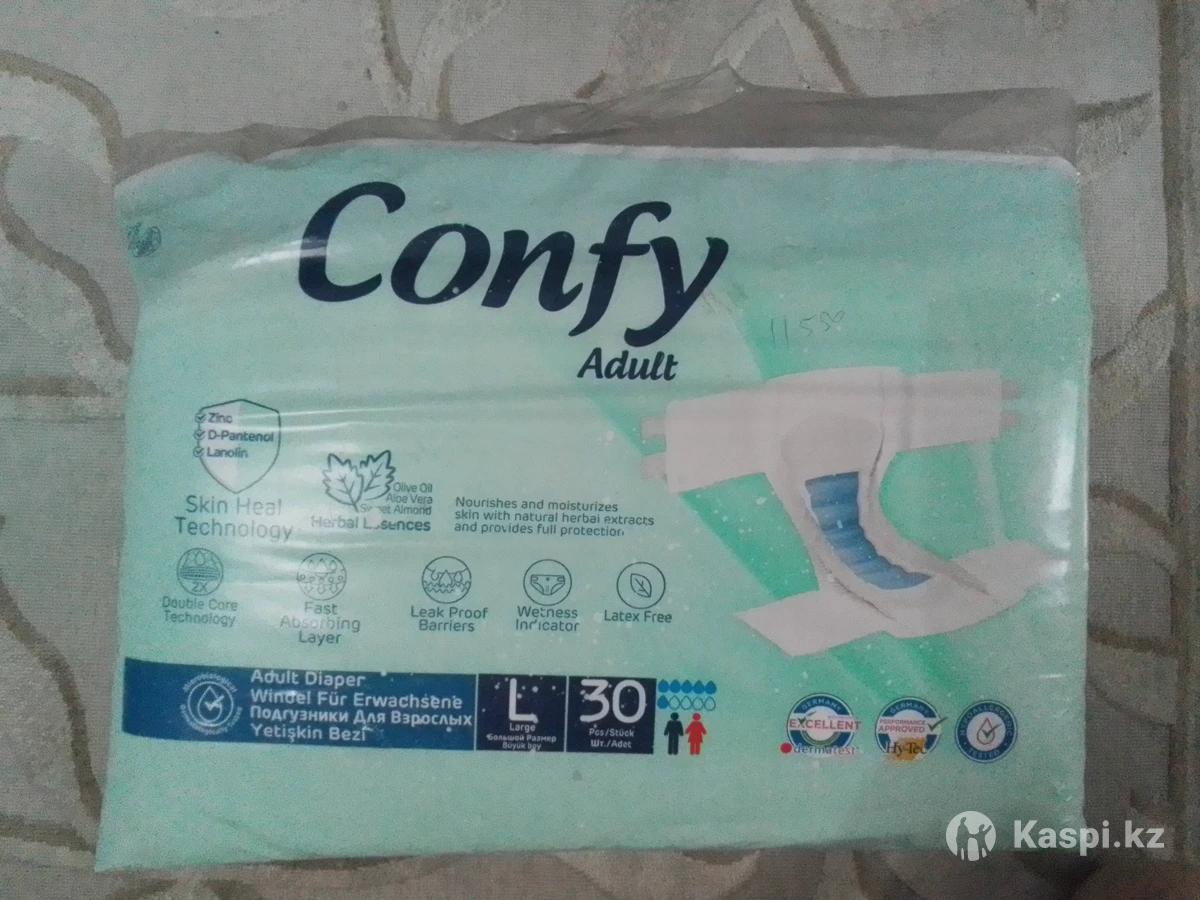 Confy
Adult
11 500
Zinc
D-Pantenol
Lanolin
Skin Heal
Technology
Olive Oil
Aloe Vera
Sweet Almond
Herbal Essences
Nourishes and moisturizes
skin with natural herbal extracts
and provides full protection
2X
Double Core
Technology
Fast
Absorbing
Layer
Leak Proof
Barriers
Wetness
Indicator
Latex Free
Adult Diaper
Windel Für Erwachsene
Подгузники Для Взрослых
Yetişkin Bezi
L
Large
Большой Размер
Büyük boy
30
Pcs/Stück
Шт./Adet
GERMANY
EXCELLENT
dermatest
GERMANY
PERFORMANCE
APPROVED
Hy-Tec
HYPOALLERGENIC
TESTED
Kaspi.kz